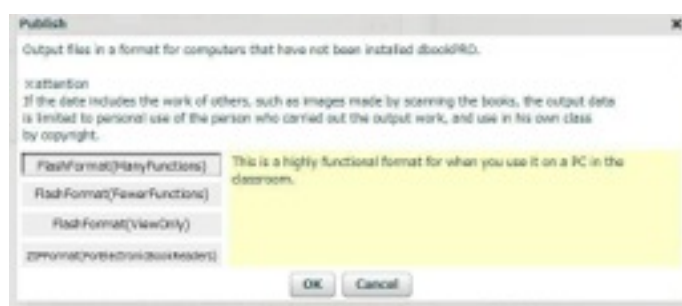 Publish
Output files in a format for computers that have not been installed dbookPRO.
※attention
If the date includes the work of others, such as images made by scanning the books, the output data
is limited to personal use of the person who carried out the output work, and use in his own class
by copyright.
FlashFormat(ManyFunctions)
This is a highly functional format for when you use it on a PC in the
classroom.
FlashFormat(FewerFunctions)
FlashFormat(ViewOnly)
ZIPFormat(ForElectronicBookReaders)
OK
Cancel